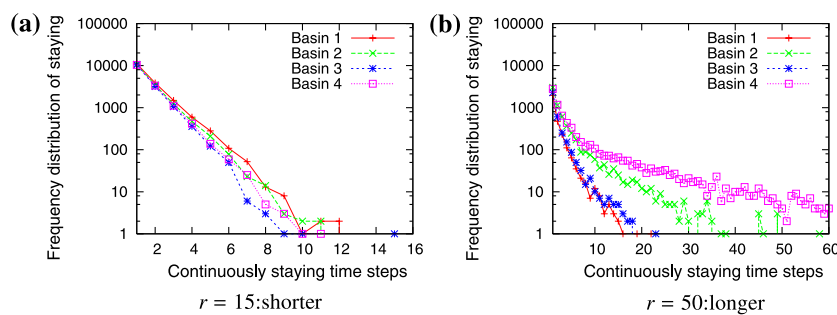 (a)
Frequency distribution of staying
100000
10000
1000
100
10
1
Basin 1
Basin 2
Basin 3
Basin 4
2 4 6 8 10 12 14 16
Continuously staying time steps
r = 15:shorter
(b)
Frequency distribution of staying
100000
10000
1000
100
10
1
Basin 1
Basin 2
Basin 3
Basin 4
10 20 30 40 50 60
Continuously staying time steps
r = 50:longer